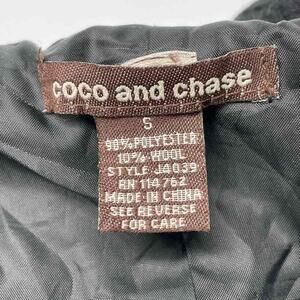 coco and chase
S
90% POLYESTER
10% WOOL
STYLE J4039
RN 114762
MADE IN CHINA
SEE REVERSE
FOR CARE